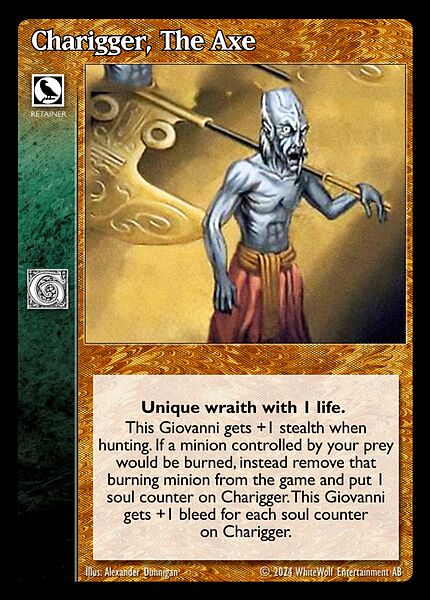 Charigger, The Axe
RETAINER
Unique wraith with 1 life.
This Giovanni gets +1 stealth when
hunting. If a minion controlled by your prey
would be burned, instead remove that
burning minion from the game and put 1
soul counter on Charigger. This Giovanni
gets +1 bleed for each soul counter
on Charigger.
Illus: Alexander Dunnigan
© 2024 WhiteWolf Entertainment AB